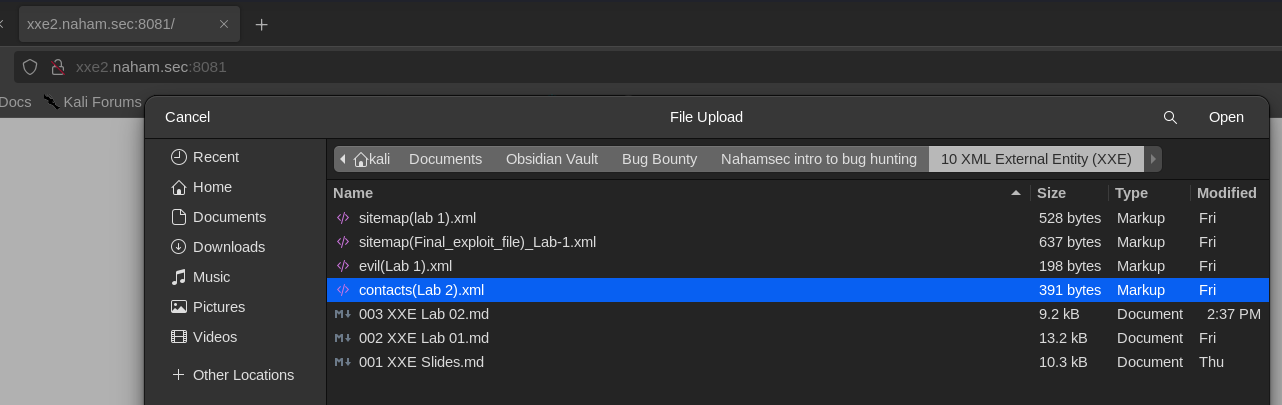 xxe2.naham.sec:8081/
xxe2.naham.sec:8081
Docs Kali Forums
Cancel File Upload Open
Recent
Home
Documents
Downloads
Music
Pictures
Videos
Other Locations
kali Documents Obsidian Vault Bug Bounty Nahamsec intro to bug hunting 10 XML External Entity (XXE)
Name Size Type Modified
sitemap(lab 1).xml 528 bytes Markup Fri
sitemap(Final_exploit_file)_Lab-1.xml 637 bytes Markup Fri
evil(Lab 1).xml 198 bytes Markup Fri
contacts(Lab 2).xml 391 bytes Markup Fri
003 XXE Lab 02.md 9.2 kB Document 2:37 PM
002 XXE Lab 01.md 13.2 kB Document Fri
001 XXE Slides.md 10.3 kB Document Thu